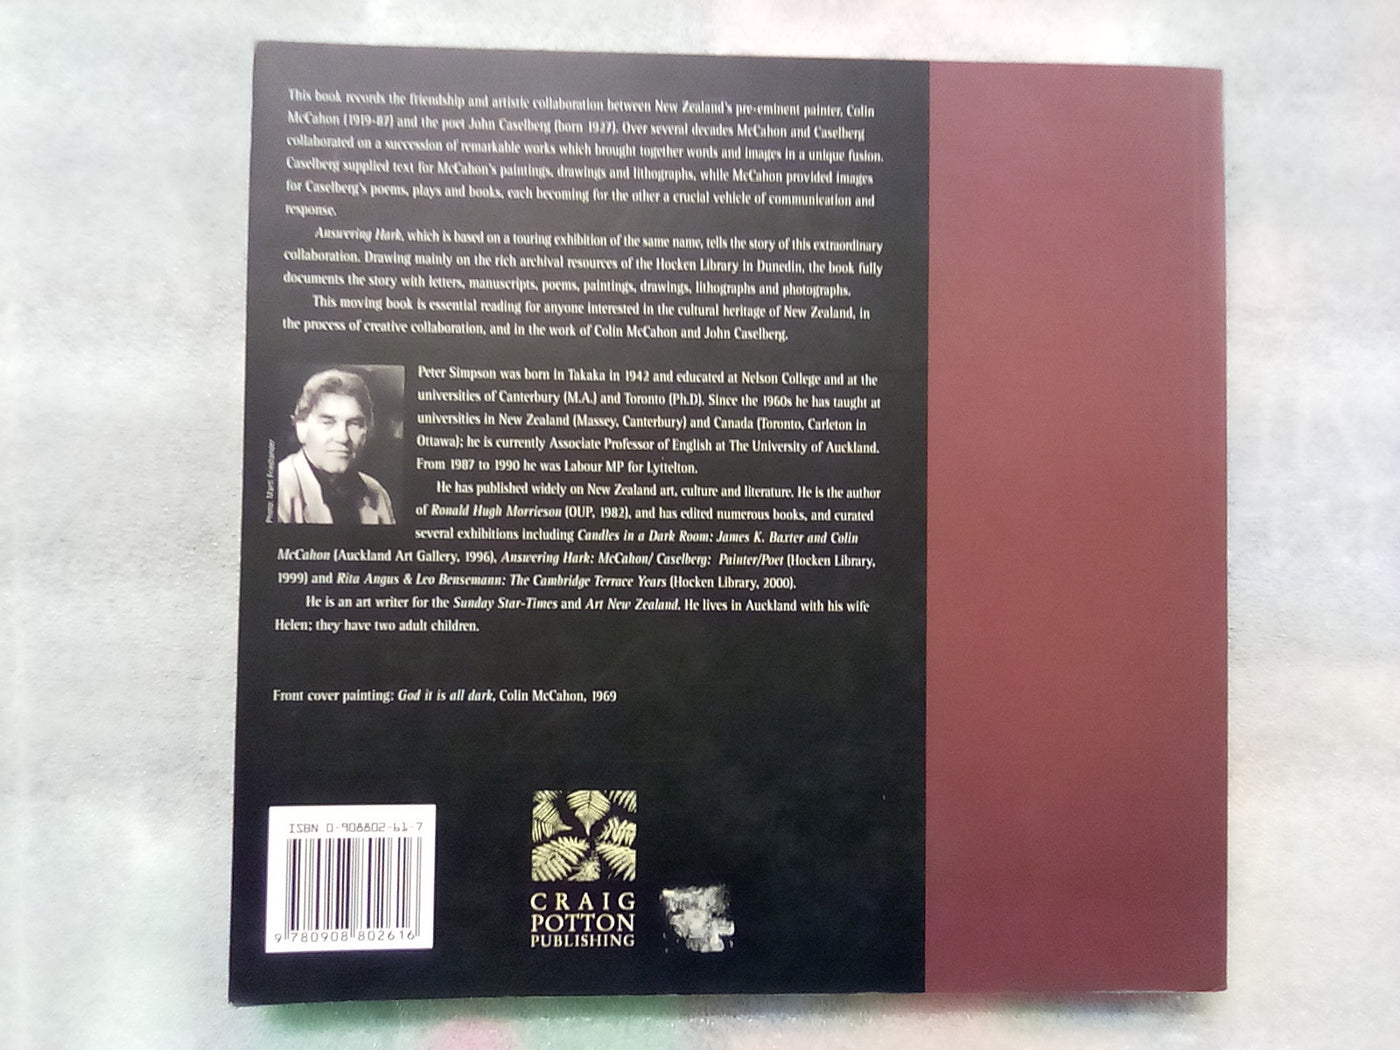 This book records the friendship and artistic collaboration between New Zealand's pre-eminent painter, Colin
McCahon (1919-87) and the poet John Caselberg (born 1927). Over several decades McCahon and Caselberg
collaborated on a succession of remarkable works which brought together words and images in a unique fusion.
Caselberg supplied text for McCahon's paintings, drawings and lithographs, while McCahon provided images
for Caselberg's poems, plays and books, each becoming for the other a crucial vehicle of communication and
response.
Answering Hark, which is based on a touring exhibition of the same name, tells the story of this extraordinary
collaboration. Drawing mainly on the rich archival resources of the Hocken Library in Dunedin, the book fully
documents the story with letters, manuscripts, poems, paintings, drawings, lithographs and photographs.
This moving book is essential reading for anyone interested in the cultural heritage of New Zealand, in
the process of creative collaboration, and in the work of Colin McCahon and John Caselberg.
Photo: Marti Friedlander
Peter Simpson was born in Takaka in 1942 and educated at Nelson College and at the
universities of Canterbury (M.A.) and Toronto (Ph.D). Since the 1960s he has taught at
universities in New Zealand (Massey, Canterbury) and Canada (Toronto, Carleton in
Ottawa); he is currently Associate Professor of English at The University of Auckland.
From 1987 to 1990 he was Labour MP for Lyttelton.
He has published widely on New Zealand art, culture and literature. He is the author
of Ronald Hugh Morrieson (OUP, 1982), and has edited numerous books, and curated
several exhibitions including Candles in a Dark Room: James K. Baxter and Colin
McCahon (Auckland Art Gallery, 1996), Answering Hark: McCahon/ Caselberg: Painter/Poet (Hocken Library,
1999) and Rita Angus & Leo Bensemann: The Cambridge Terrace Years (Hocken Library, 2000).
He is an art writer for the Sunday Star-Times and Art New Zealand. He lives in Auckland with his wife
Helen; they have two adult children.
Front cover painting: God it is all dark, Colin McCahon, 1969
ISBN 0-908802-61-7
9 780908 802616
CRAIG
POTTON
PUBLISHING